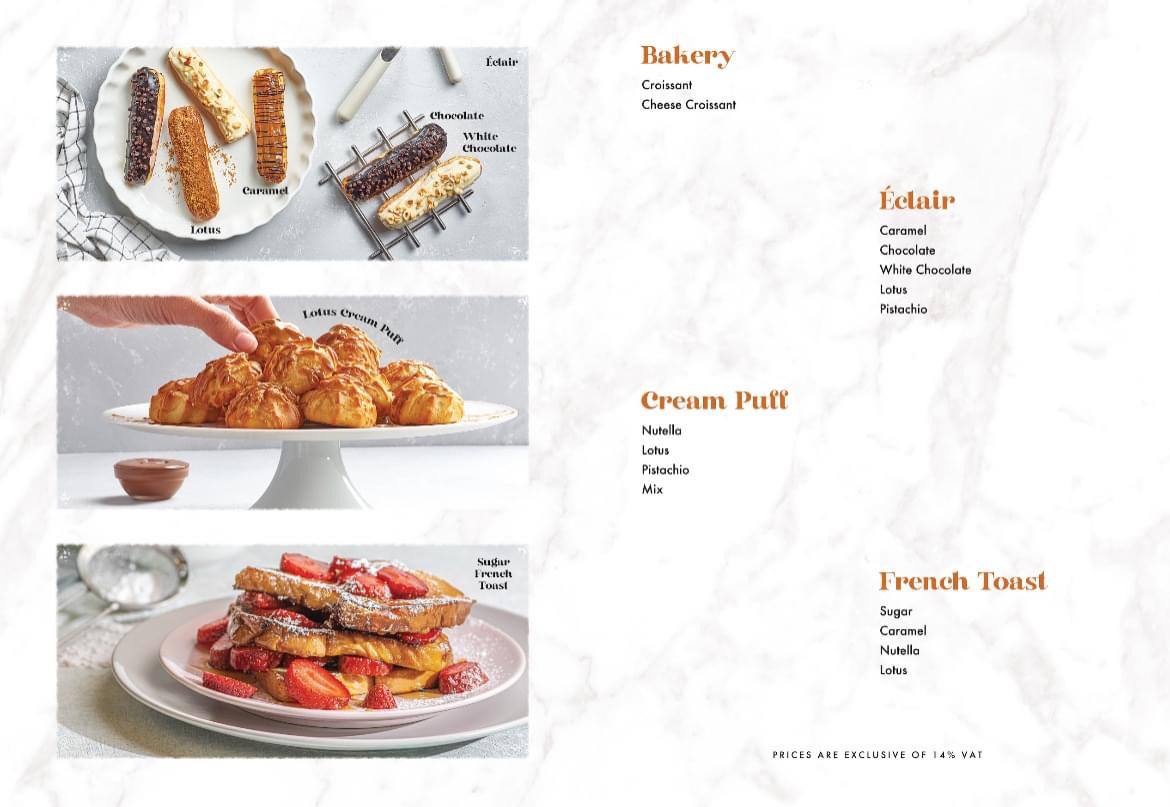 Éclair
Chocolate
White
Chocolate
Caramel
Lotus
Lotus Cream Puff
Sugar
French
Toast
Bakery
Croissant
Cheese Croissant
Éclair
Caramel
Chocolate
White Chocolate
Lotus
Pistachio
Cream Puff
Nutella
Lotus
Pistachio
Mix
French Toast
Sugar
Caramel
Nutella
Lotus
PRICES ARE EXCLUSIVE OF 14% VAT